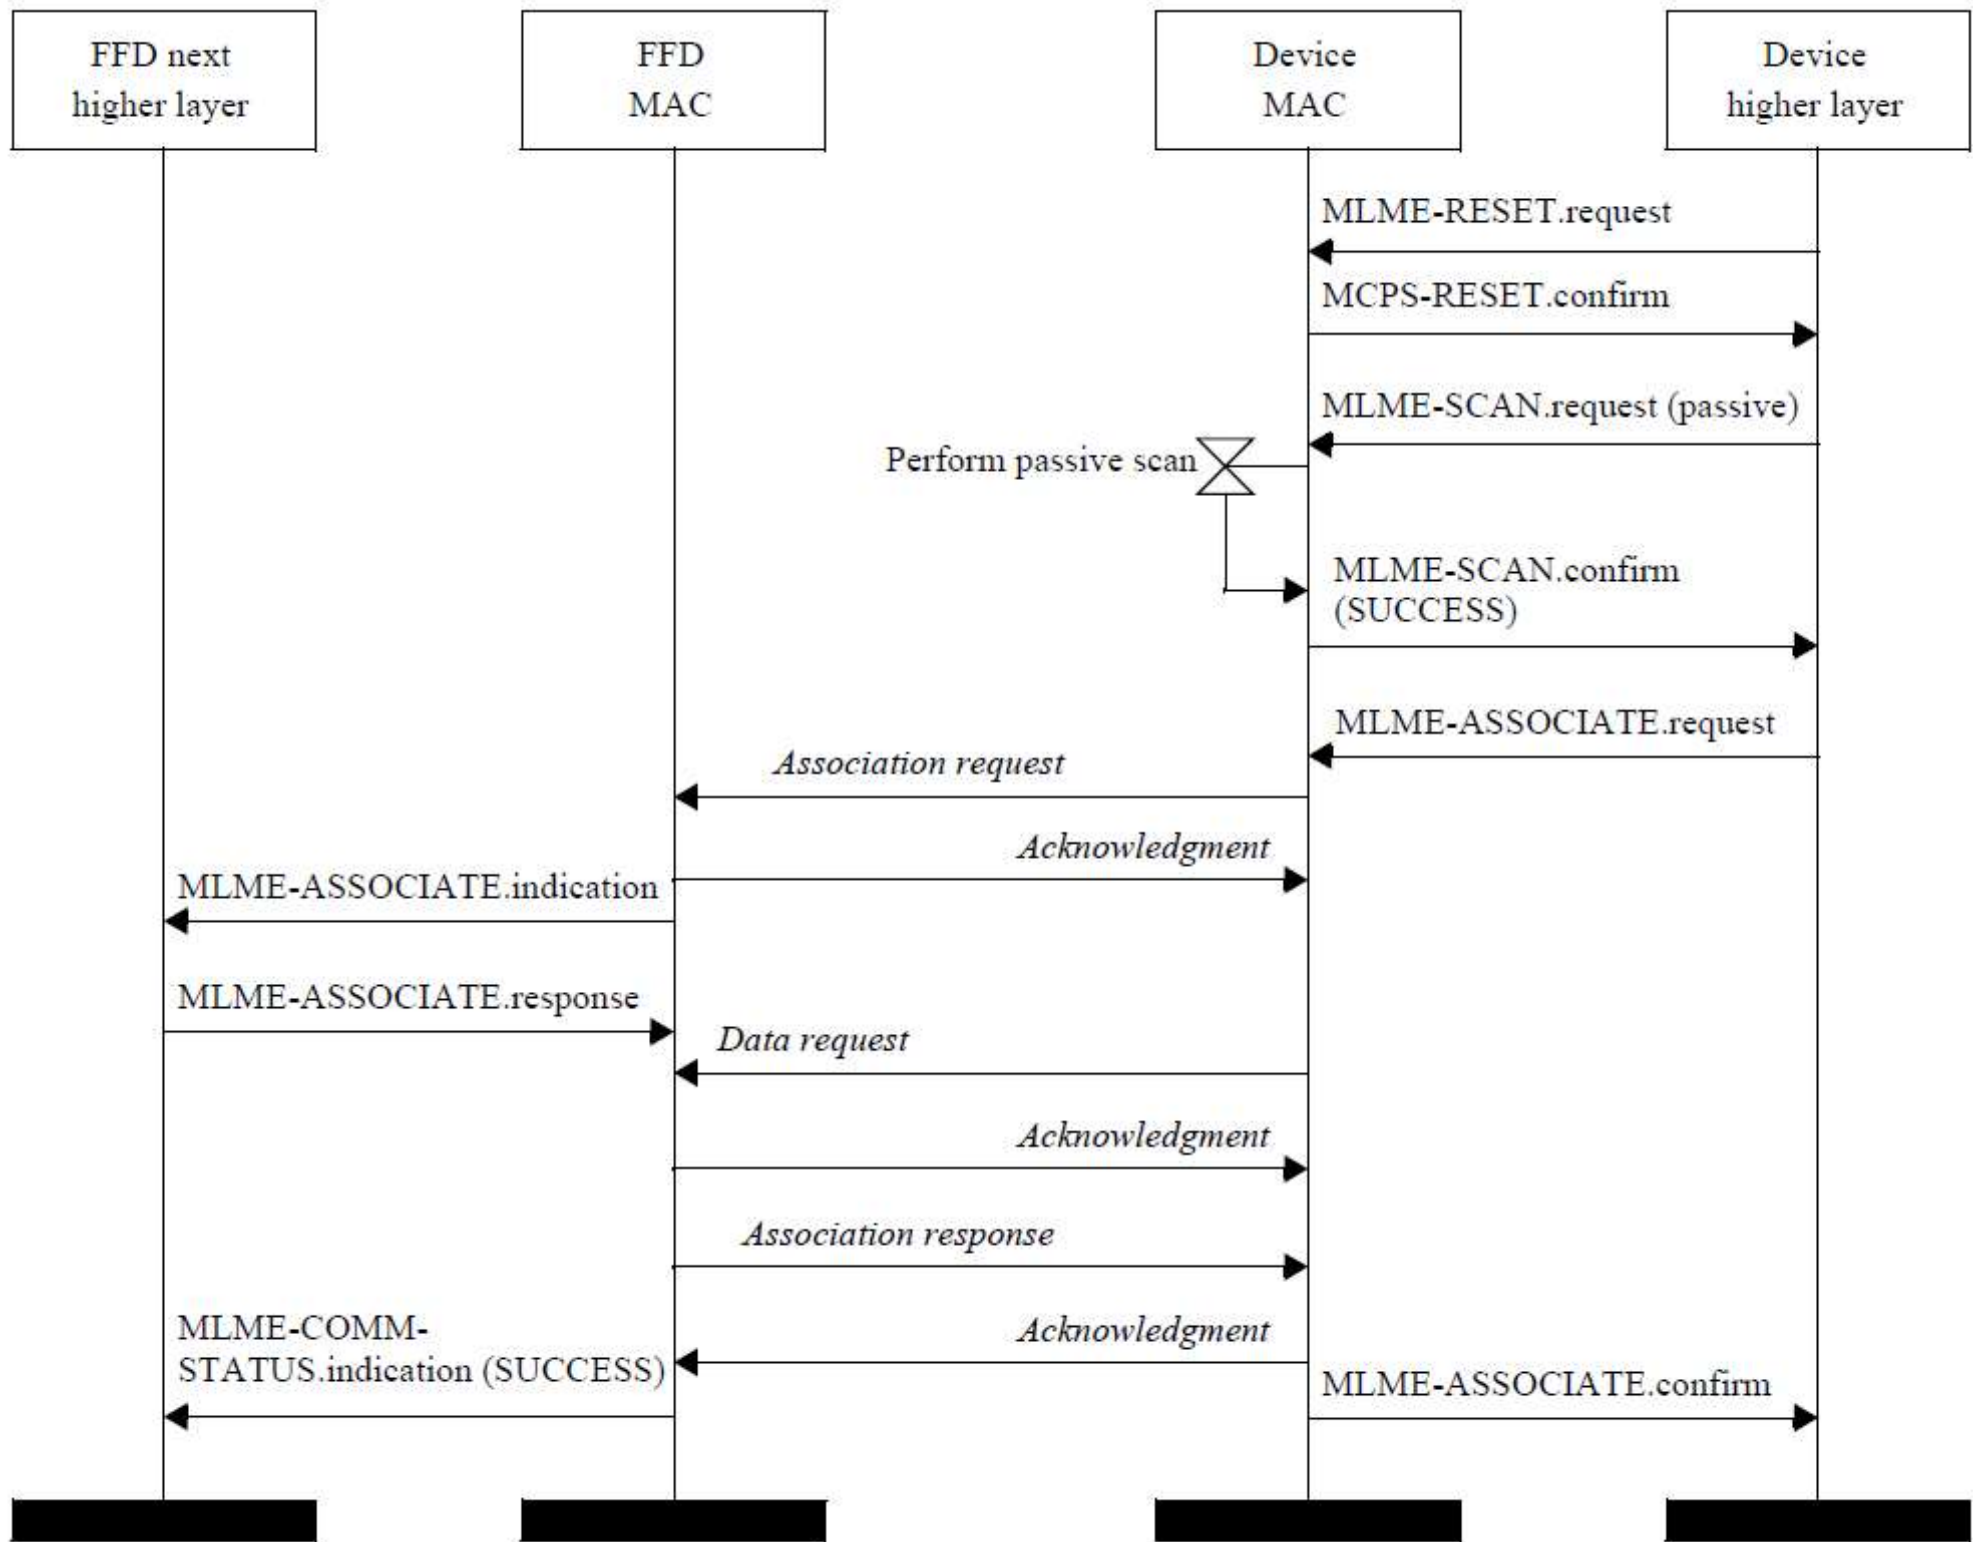 FFD next
higher layer
FFD
MAC
Device
MAC
Device
higher layer
MLME-RESET.request
MCPS-RESET.confirm
MLME-SCAN.request (passive)
Perform passive scan
MLME-SCAN.confirm
(SUCCESS)
MLME-ASSOCIATE.request
Association request
Acknowledgment
MLME-ASSOCIATE.indication
MLME-ASSOCIATE.response
Data request
Acknowledgment
Association response
MLME-COMM-
STATUS.indication (SUCCESS)
Acknowledgment
MLME-ASSOCIATE.confirm